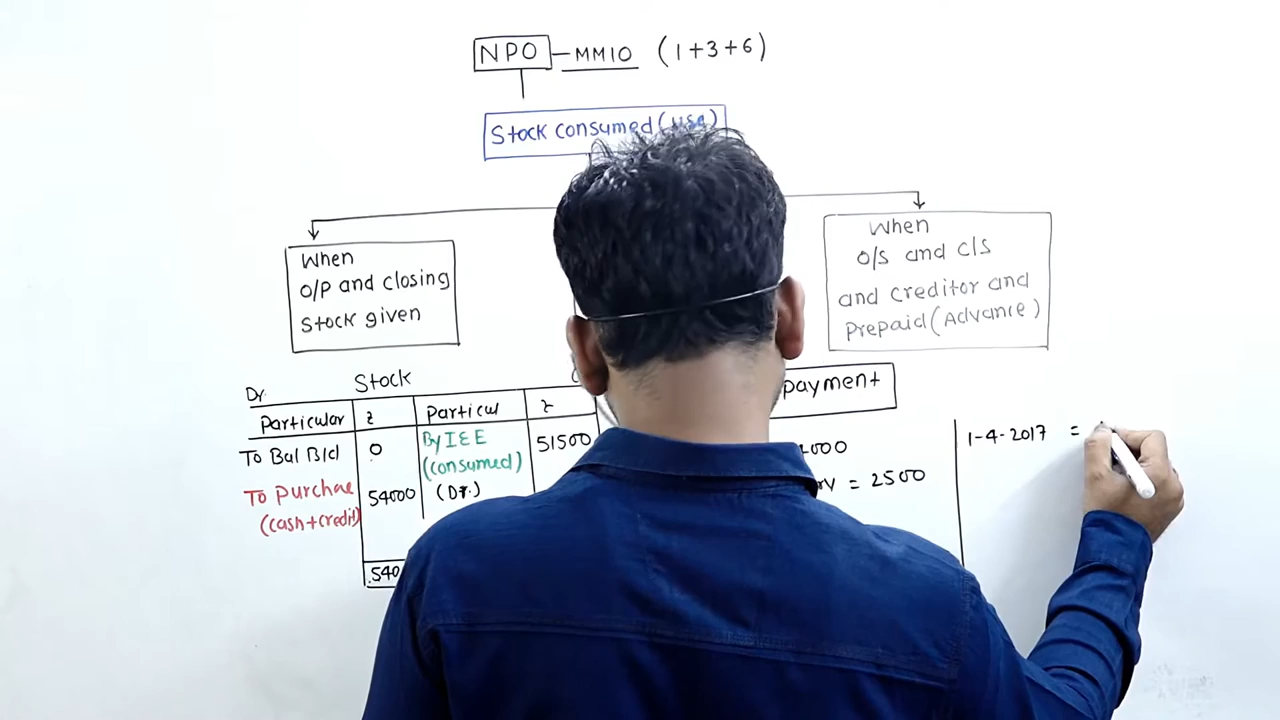 NPO — MMIO (1+3+6)
Stock consumed (use)
When
O/P and closing
Stock given
When
O/S and C/S
and creditor and
Prepaid (Advance)
Dr. Stock
Particular ₹ Particul ₹
To Bal B/d 0 By I&E 51500
(consumed)
To Purchae 54000 (Dr.)
(cash+credit)
payment
= 2500
1-4-2017 =